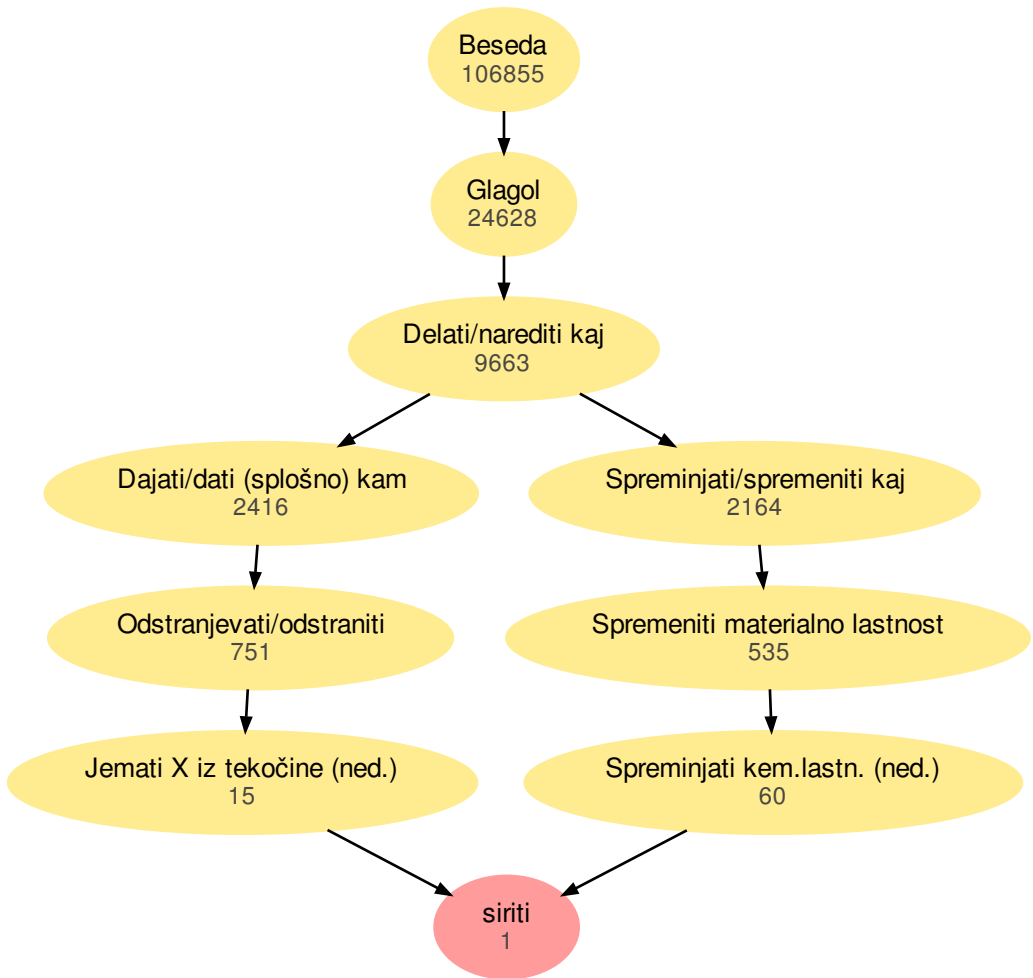 Beseda
106855
Glagol
24628
Delati/narediti kaj
9663
Dajati/dati (splošno) kam
2416
Spreminjati/spremeniti kaj
2164
Odstranjevati/odstraniti
751
Spremeniti materialno lastnost
535
Jemati X iz tekočine (ned.)
15
Spreminjati kem.lastn. (ned.)
60
siriti
1